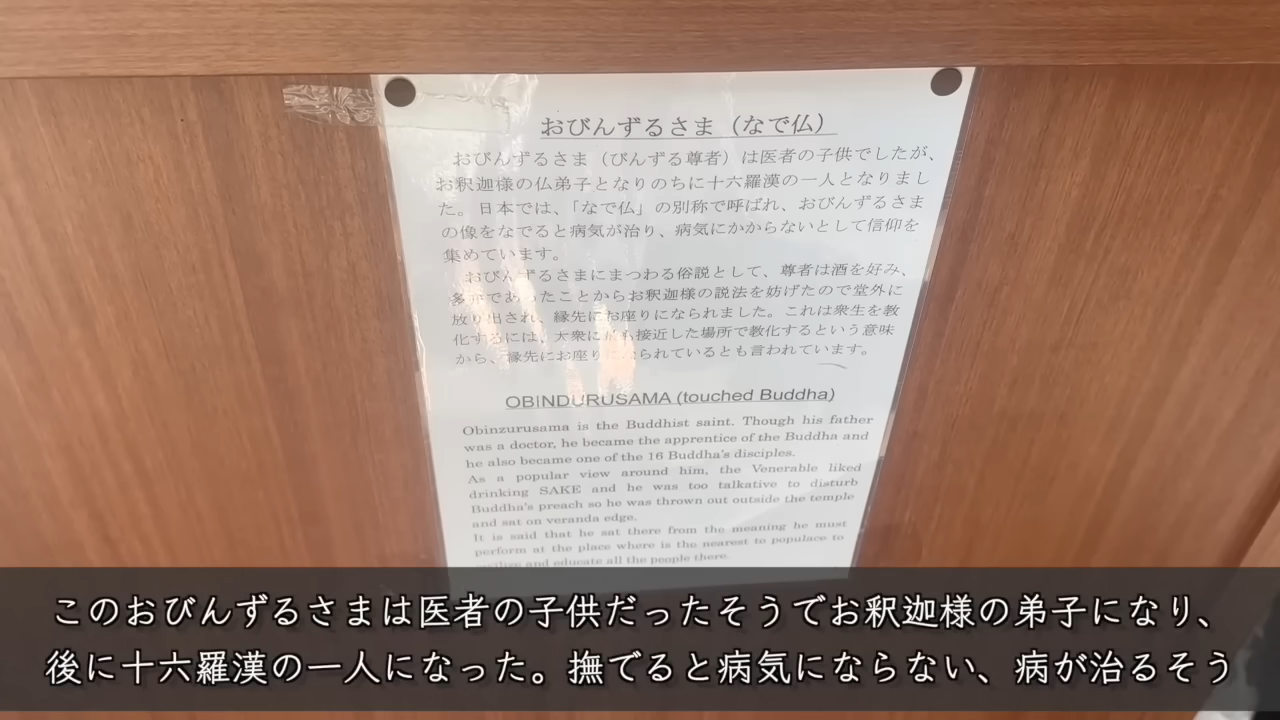 おびんずるさま（なで仏）
おびんずるさま（びんずる尊者）は医者の子供でしたが、
お釈迦様の仏弟子となりのちに十六羅漢の一人となりまし
た。日本では、「なで仏」の別称で呼ばれ、おびんずるさま
の像をなでると病気が治り、病気にかからないとして信仰を
集めています。
おびんずるさまにまつわる俗説として、尊者は酒を好み、
多弁であったことからお釈迦様の説法を妨げたので堂外に
放り出され、縁先にお座りになられました。これは衆生を教
化するには、大衆に最も接近した場所で教化するという意味
から、縁先にお座りになられているとも言われています。
OBINDURUSAMA (touched Buddha)
Obinzurusama is the Buddhist saint. Though his father
was a doctor, he became the apprentice of the Buddha and
he also became one of the 16 Buddha's disciples.
As a popular view around him, the Venerable liked
drinking SAKE and he was too talkative to disturb
Buddha's preach so he was thrown out outside the temple
and sat on veranda edge.
It is said that he sat there from the meaning he must
perform at the place where is the nearest to populace to
and educate all the people there.
このおびんずるさまは医者の子供だったそうでお釈迦様の弟子になり、
後に十六羅漢の一人になった。撫でると病気にならない、病が治るそう